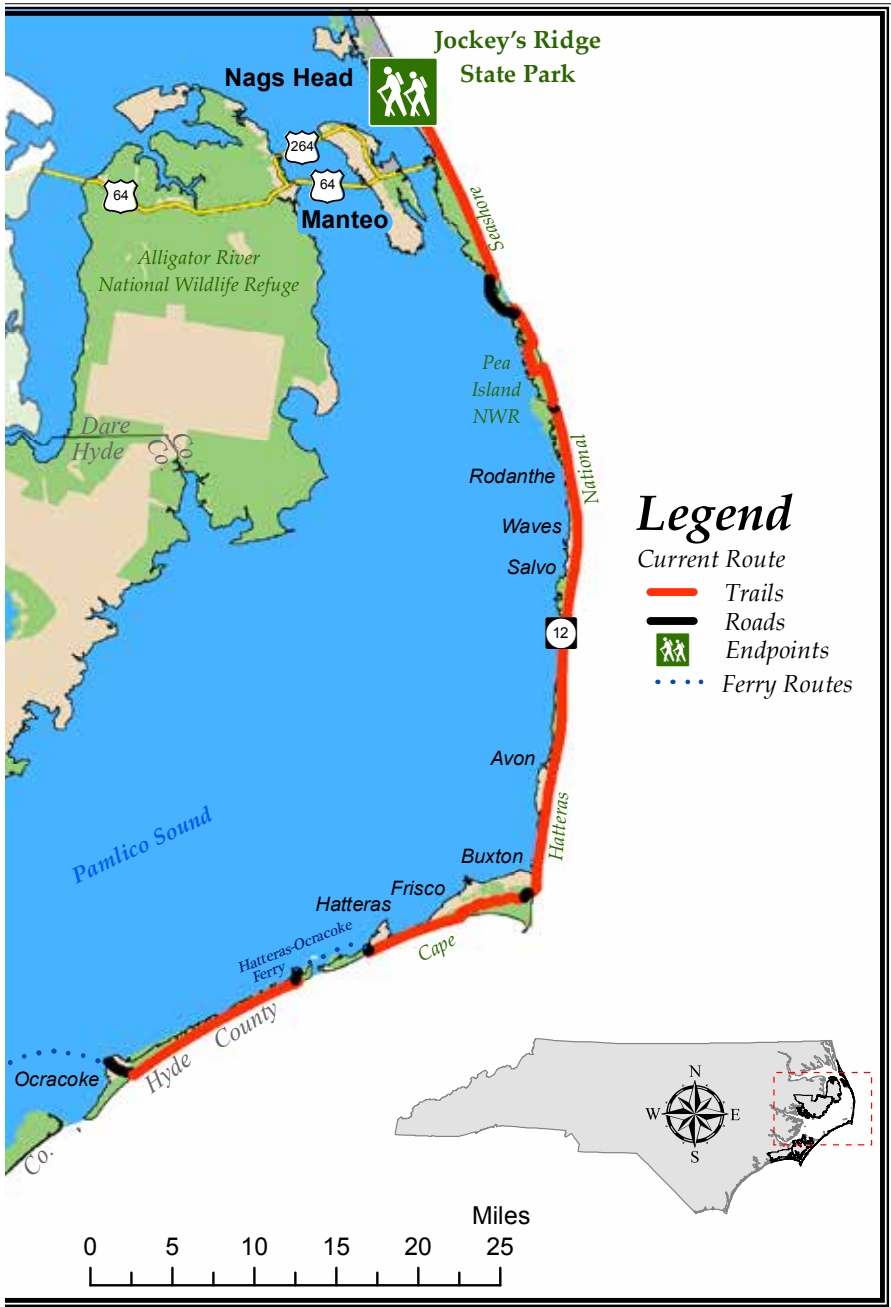 Jockey's Ridge
State Park
Nags Head
264
64
64
Manteo
Seashore
Alligator River
National Wildlife Refuge
Pea
Island
NWR
Dare
Co.
Hyde
Co.
National
Rodanthe
Waves
Salvo
Legend
Current Route
Trails
Roads
Endpoints
Ferry Routes
12
Avon
Hatteras
Pamlico Sound
Buxton
Frisco
Hatteras
Cape
Hatteras-Ocracoke
Ferry
Hyde County
Ocracoke
Co.
N
W E
S
Miles
0 5 10 15 20 25